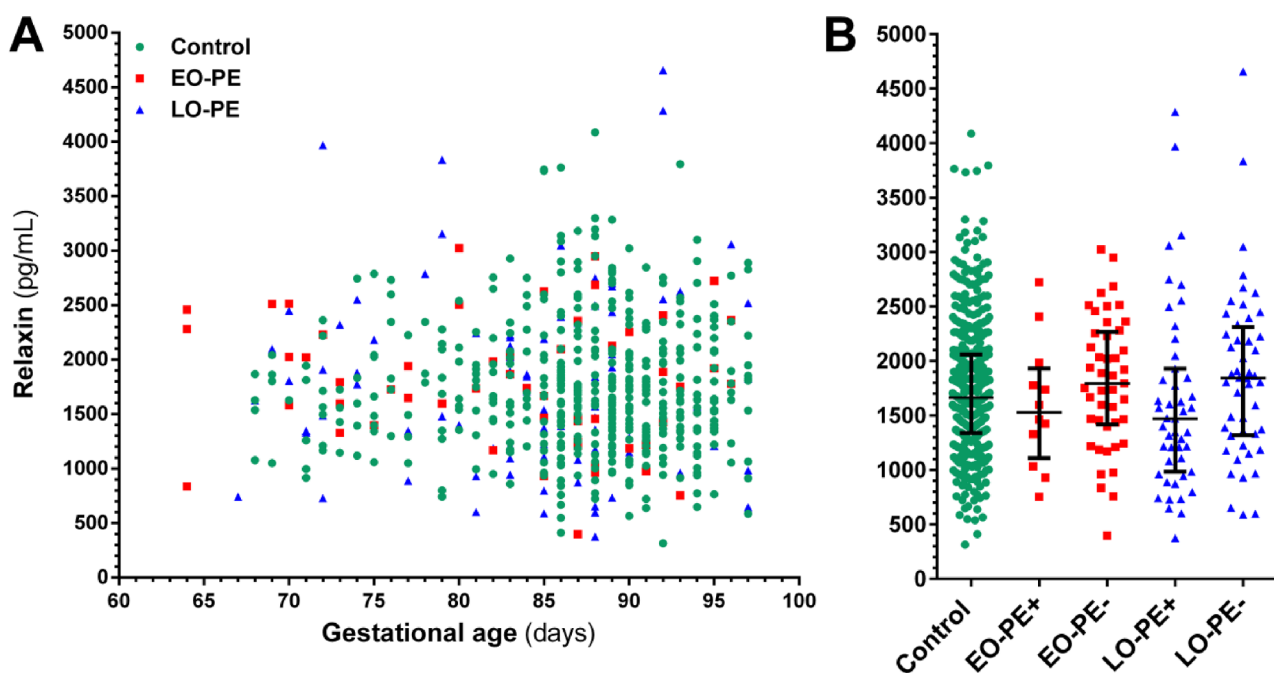 A
Control
EO-PE
LO-PE
5000
4500
4000
3500
3000
2500
2000
1500
1000
500
0
Relaxin (pg/mL)
60 65 70 75 80 85 90 95 100
Gestational age (days)
B
5000
4500
4000
3500
3000
2500
2000
1500
1000
500
0
Control
EO-PE+
EO-PE-
LO-PE+
LO-PE-